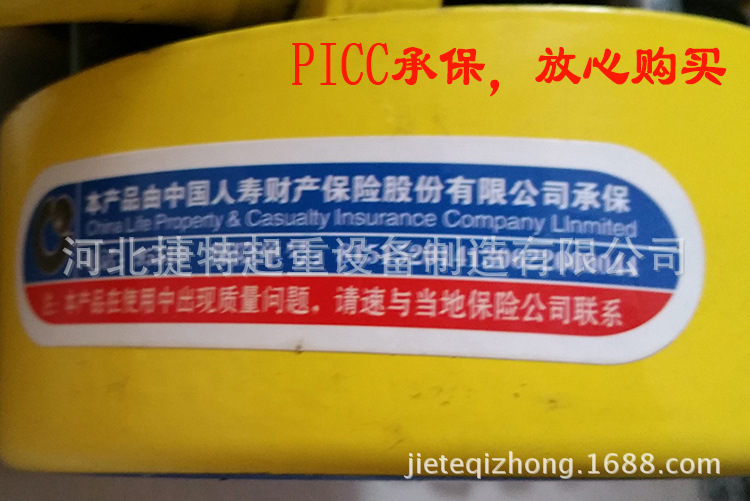 PICC承保，放心购买
本产品由中国人寿财产保险股份有限公司承保
China Life Property & Casualty Insurance Company LInmited
河北捷特起重设备制造有限公司
注：本产品在使用中出现质量问题，请速与当地保险公司联系
jieteqizhong.1688.com